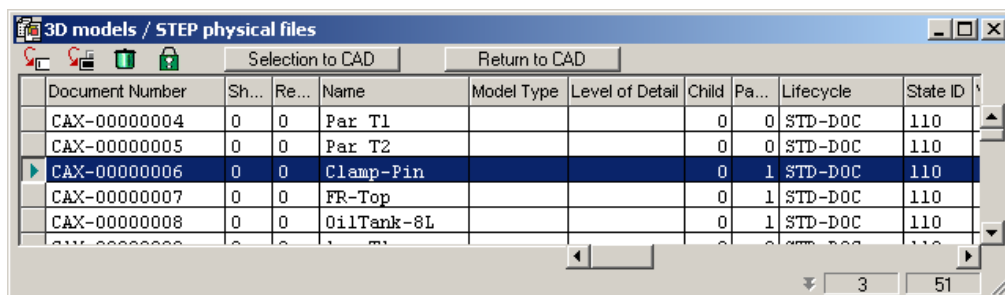 3D models / STEP physical files
Selection to CAD Return to CAD
Document Number Sh... Re... Name Model Type Level of Detail Child Pa... Lifecycle State ID
CAX-00000004 0 0 Par T1 0 0 STD-DOC 110
CAX-00000005 0 0 Par T2 0 0 STD-DOC 110
CAX-00000006 0 0 Clamp-Pin 0 1 STD-DOC 110
CAX-00000007 0 0 FR-Top 0 1 STD-DOC 110
CAX-00000008 0 0 OilTank-8L 0 1 STD-DOC 110
3 51